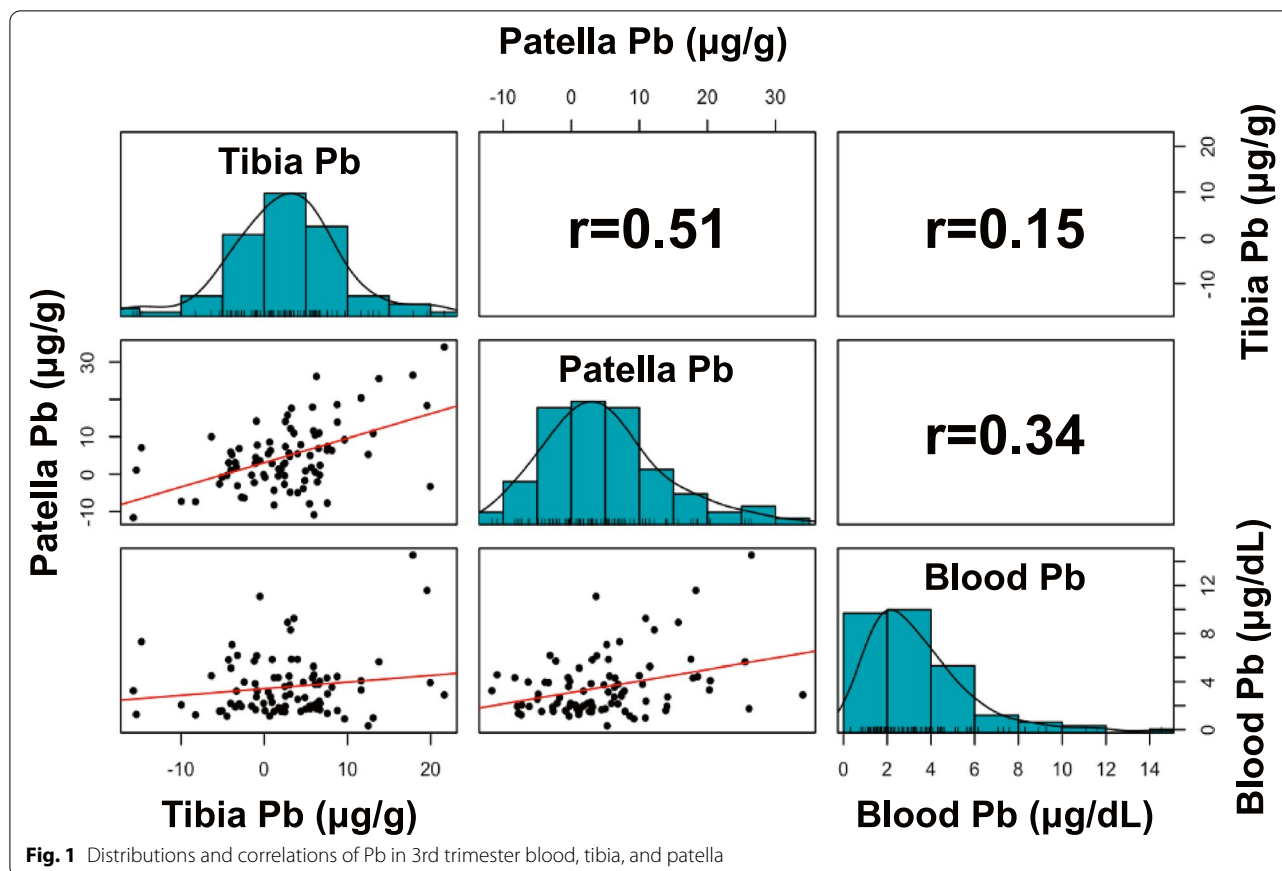 Patella Pb (µg/g)
-10 0 10 20 30
Tibia Pb
r=0.51
r=0.15
20
10
0
-10
Tibia Pb (µg/g)
Patella Pb (µg/g)
30
10
0
-10
Patella Pb
r=0.34
Blood Pb
12
8
4
0
Blood Pb (µg/dL)
-10 0 10 20
0 2 4 6 8 10 12 14
Tibia Pb (µg/g)
Blood Pb (µg/dL)
Fig. 1 Distributions and correlations of Pb in 3rd trimester blood, tibia, and patella